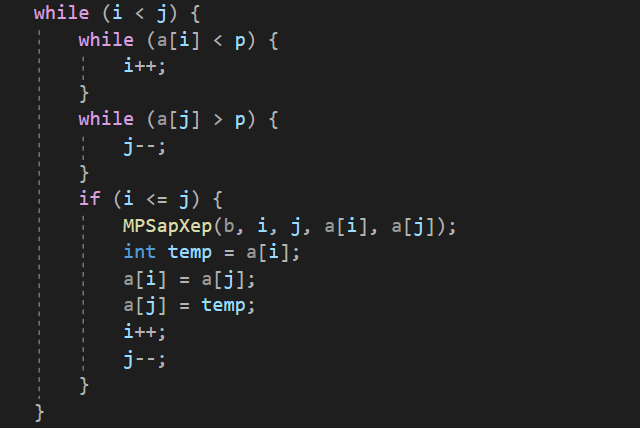 while (i < j) {
    while (a[i] < p) {
        i++;
    }
    while (a[j] > p) {
        j--;
    }
    if (i <= j) {
        MPSapXep(b, i, j, a[i], a[j]);
        int temp = a[i];
        a[i] = a[j];
        a[j] = temp;
        i++;
        j--;
    }
}